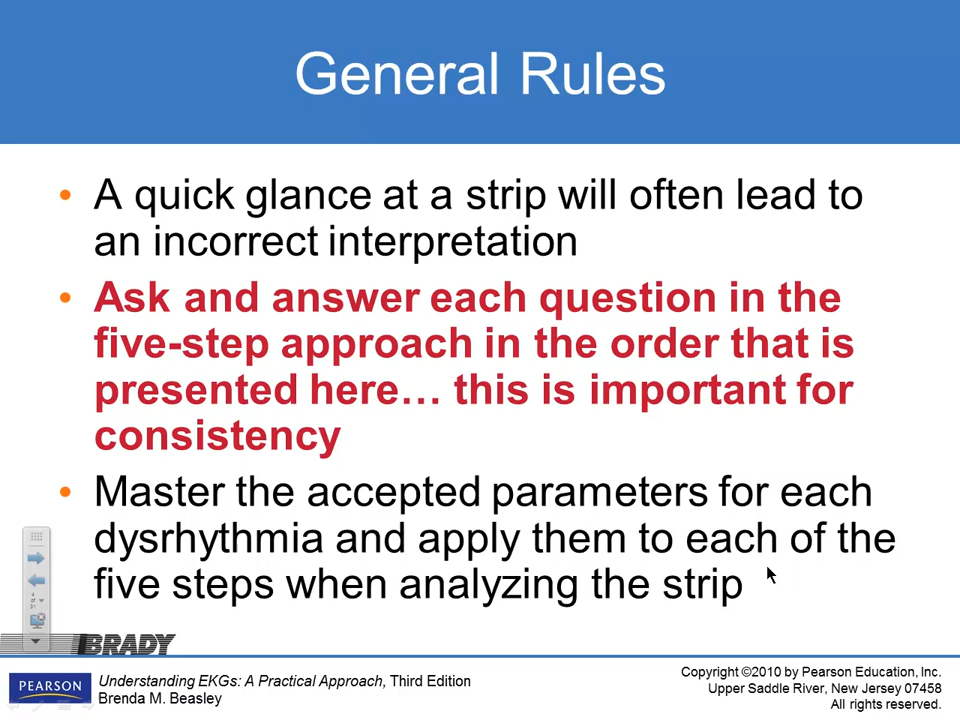 General Rules
• A quick glance at a strip will often lead to
an incorrect interpretation
• Ask and answer each question in the
five-step approach in the order that is
presented here… this is important for
consistency
• Master the accepted parameters for each
dysrhythmia and apply them to each of the
five steps when analyzing the strip
4
of
31
BRADY
PEARSON
Understanding EKGs: A Practical Approach, Third Edition
Brenda M. Beasley
Copyright ©2010 by Pearson Education, Inc.
Upper Saddle River, New Jersey 07458
All rights reserved.